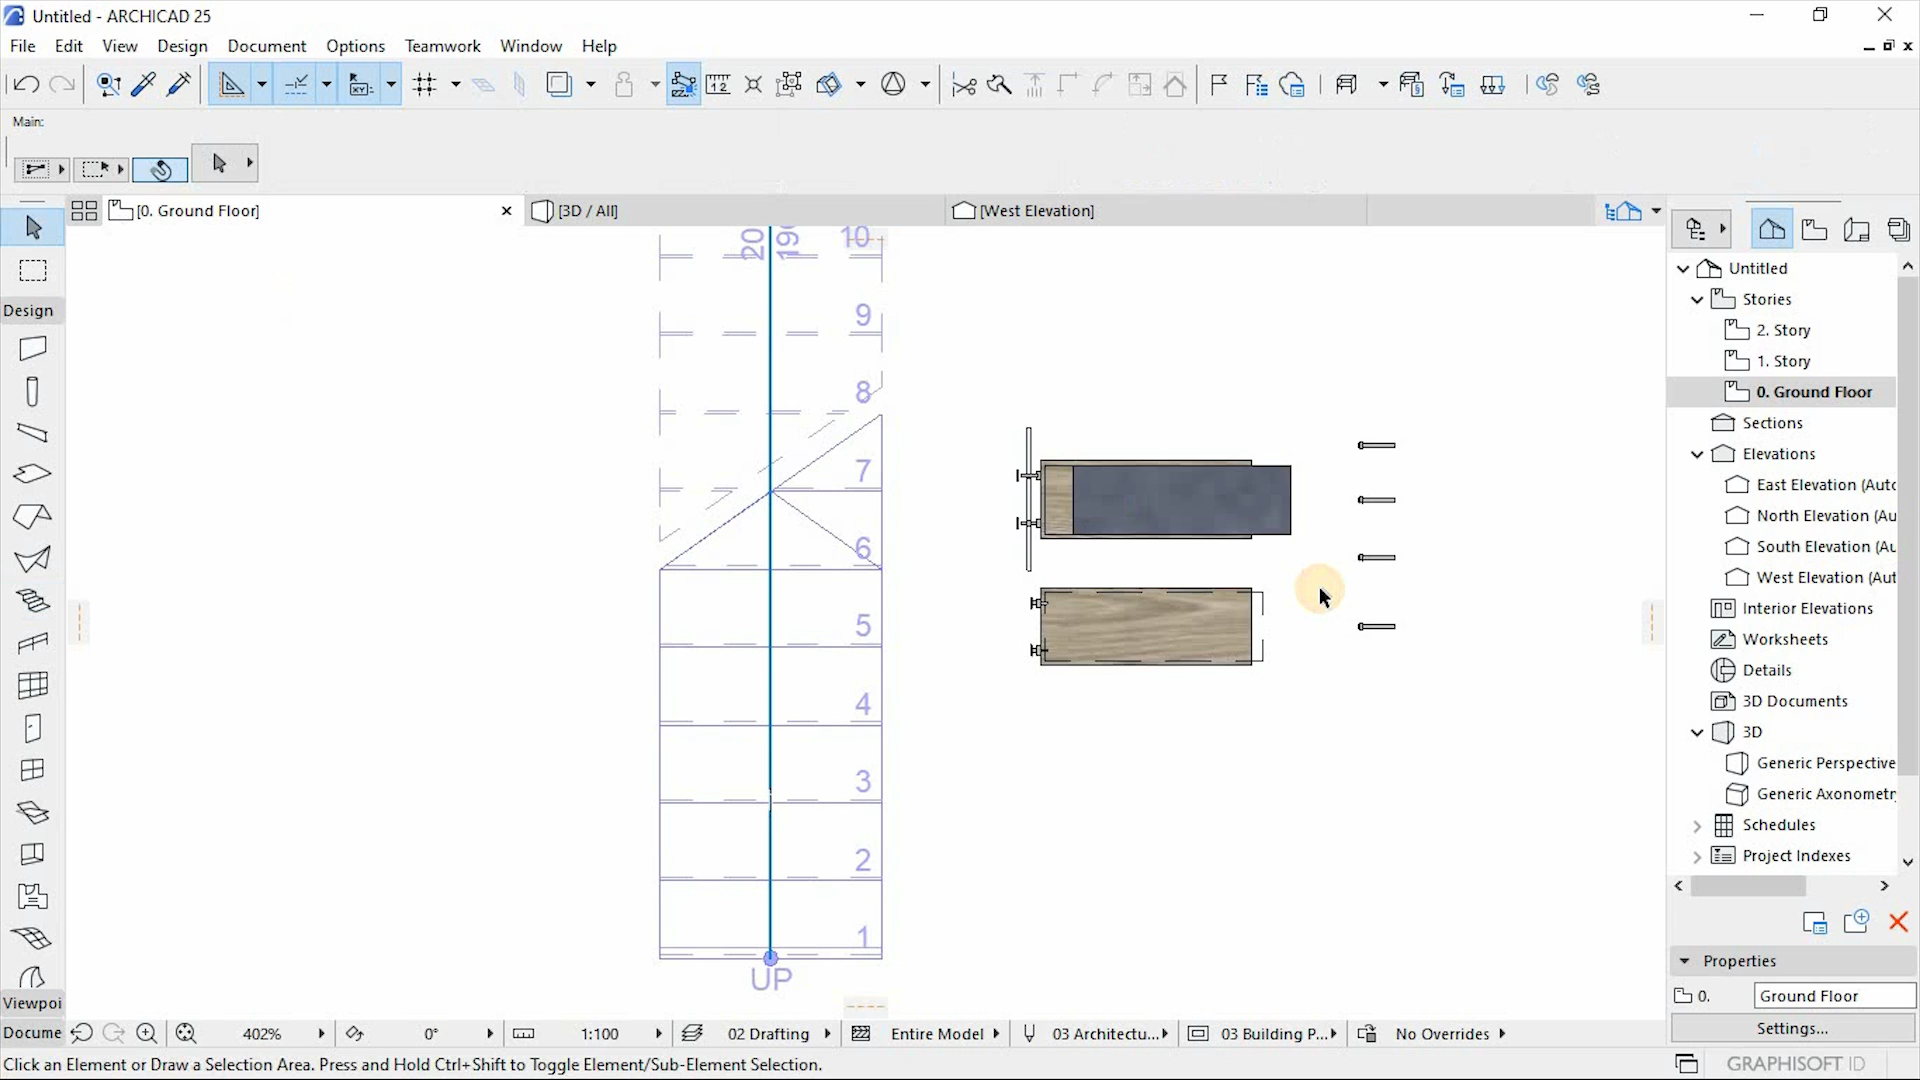 Untitled - ARCHICAD 25
File Edit View Design Document Options Teamwork Window Help
Main:
[0. Ground Floor]
[3D / All]
[West Elevation]
Design
Viewpoi
Docume
20
190
10
9
8
7
6
5
4
3
2
1
UP
Untitled
Stories
2. Story
1. Story
0. Ground Floor
Sections
Elevations
East Elevation (Auto
North Elevation (Au
South Elevation (Au
West Elevation (Aut
Interior Elevations
Worksheets
Details
3D Documents
3D
Generic Perspective
Generic Axonometr
Schedules
Project Indexes
Properties
0. Ground Floor
Settings...
402% 0° 1:100 02 Drafting Entire Model 03 Architectu... 03 Building P... No Overrides
Click an Element or Draw a Selection Area. Press and Hold Ctrl+Shift to Toggle Element/Sub-Element Selection.
GRAPHISOFT ID